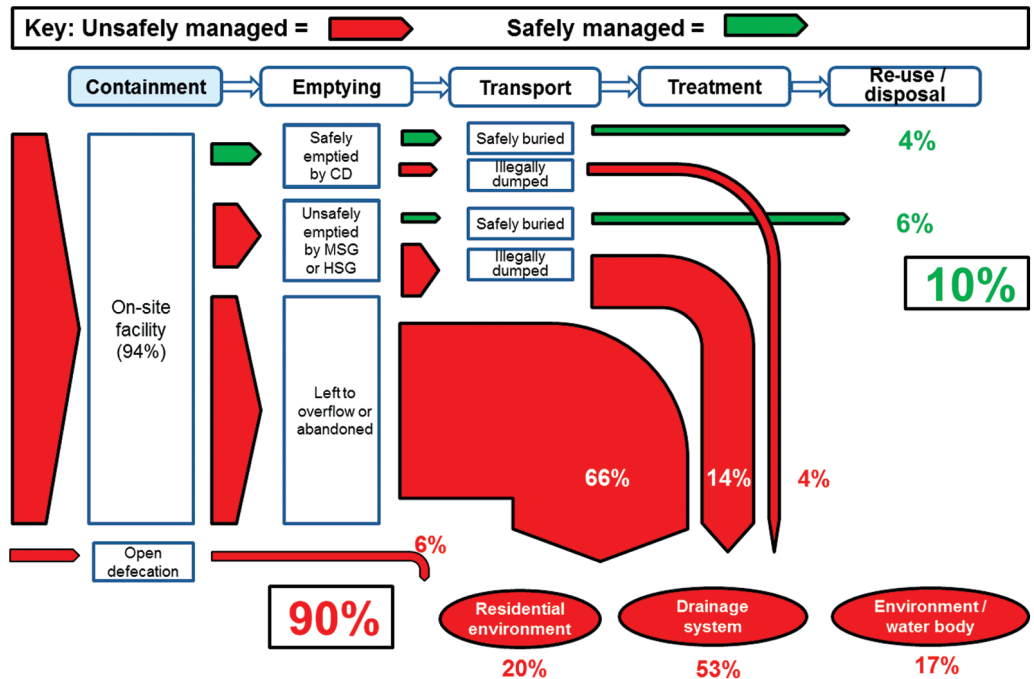 Key: Unsafely managed =
Safely managed =
Containment
Emptying
Transport
Treatment
Re-use /
disposal
Safely
emptied
by CD
Safely buried
4%
Illegally
dumped
Unsafely
emptied
by MSG
or HSG
Safely buried
6%
Illegally
dumped
10%
On-site
facility
(94%)
Left to
overflow or
abandoned
66%
14%
4%
Open
defecation
6%
90%
Residential
environment
Drainage
system
Environment /
water body
20%
53%
17%